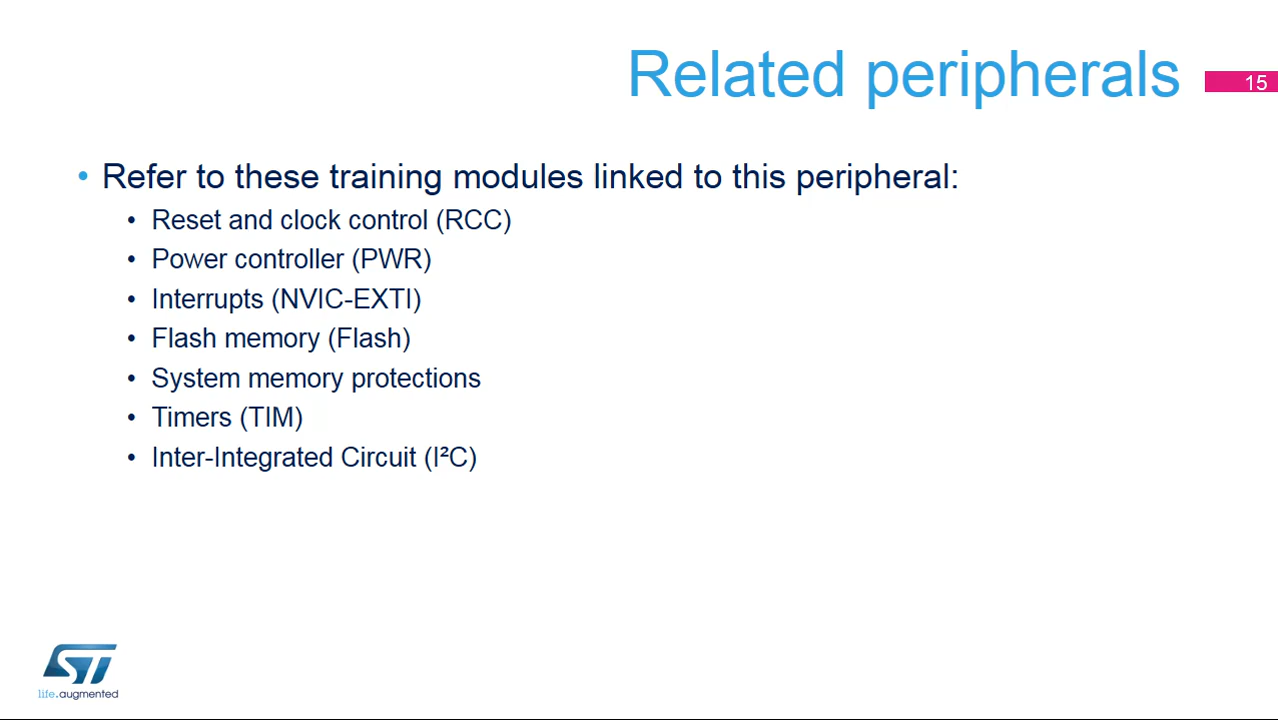 Related peripherals
15
• Refer to these training modules linked to this peripheral:
• Reset and clock control (RCC)
• Power controller (PWR)
• Interrupts (NVIC-EXTI)
• Flash memory (Flash)
• System memory protections
• Timers (TIM)
• Inter-Integrated Circuit (I²C)
ST
life.augmented